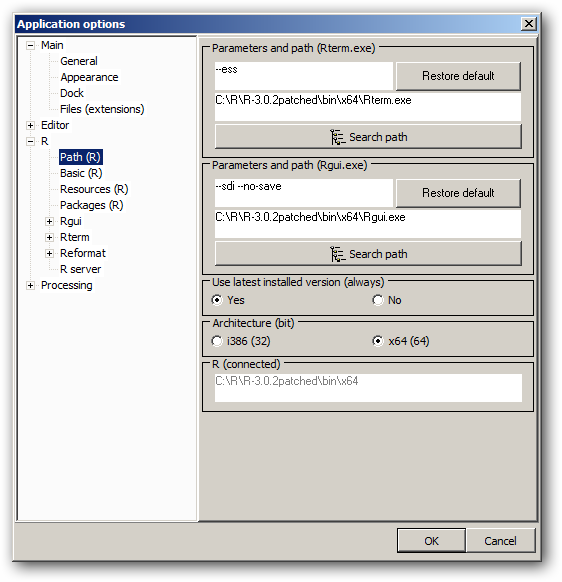 Application options
Main
General
Appearance
Dock
Files (extensions)
Editor
R
Path (R)
Basic (R)
Resources (R)
Packages (R)
Rgui
Rterm
Reformat
R server
Processing
Parameters and path (Rterm.exe)
--ess
Restore default
C:\R\R-3.0.2patched\bin\x64\Rterm.exe
Search path
Parameters and path (Rgui.exe)
--sdi --no-save
Restore default
C:\R\R-3.0.2patched\bin\x64\Rgui.exe
Search path
Use latest installed version (always)
Yes No
Architecture (bit)
i386 (32) x64 (64)
R (connected)
C:\R\R-3.0.2patched\bin\x64
OK Cancel